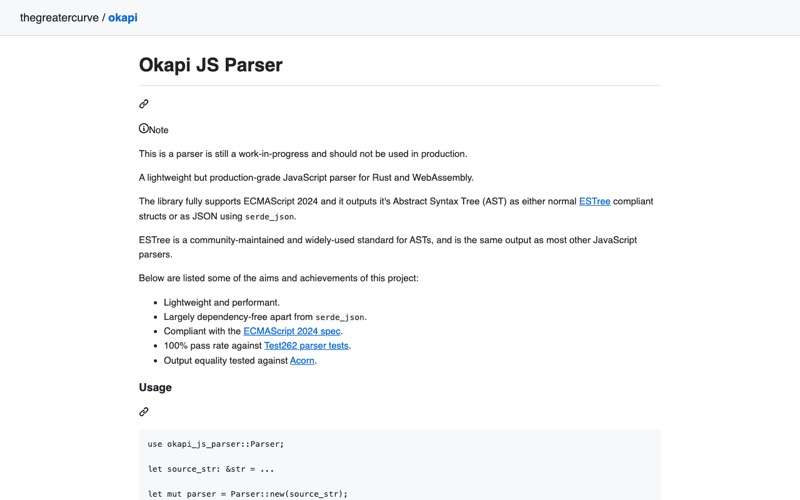 thegreatercurve / okapi
Okapi JS Parser
Note
This is a parser is still a work-in-progress and should not be used in production.
A lightweight but production-grade JavaScript parser for Rust and WebAssembly.
The library fully supports ECMAScript 2024 and it outputs it's Abstract Syntax Tree (AST) as either normal ESTree compliant
structs or as JSON using serde_json.
ESTree is a community-maintained and widely-used standard for ASTs, and is the same output as most other JavaScript
parsers.
Below are listed some of the aims and achievements of this project:
• Lightweight and performant.
• Largely dependency-free apart from serde_json.
• Compliant with the ECMAScript 2024 spec.
• 100% pass rate against Test262 parser tests.
• Output equality tested against Acorn.
Usage
use okapi_js_parser::Parser;
let source_str: &str = ...
let mut parser = Parser::new(source_str);